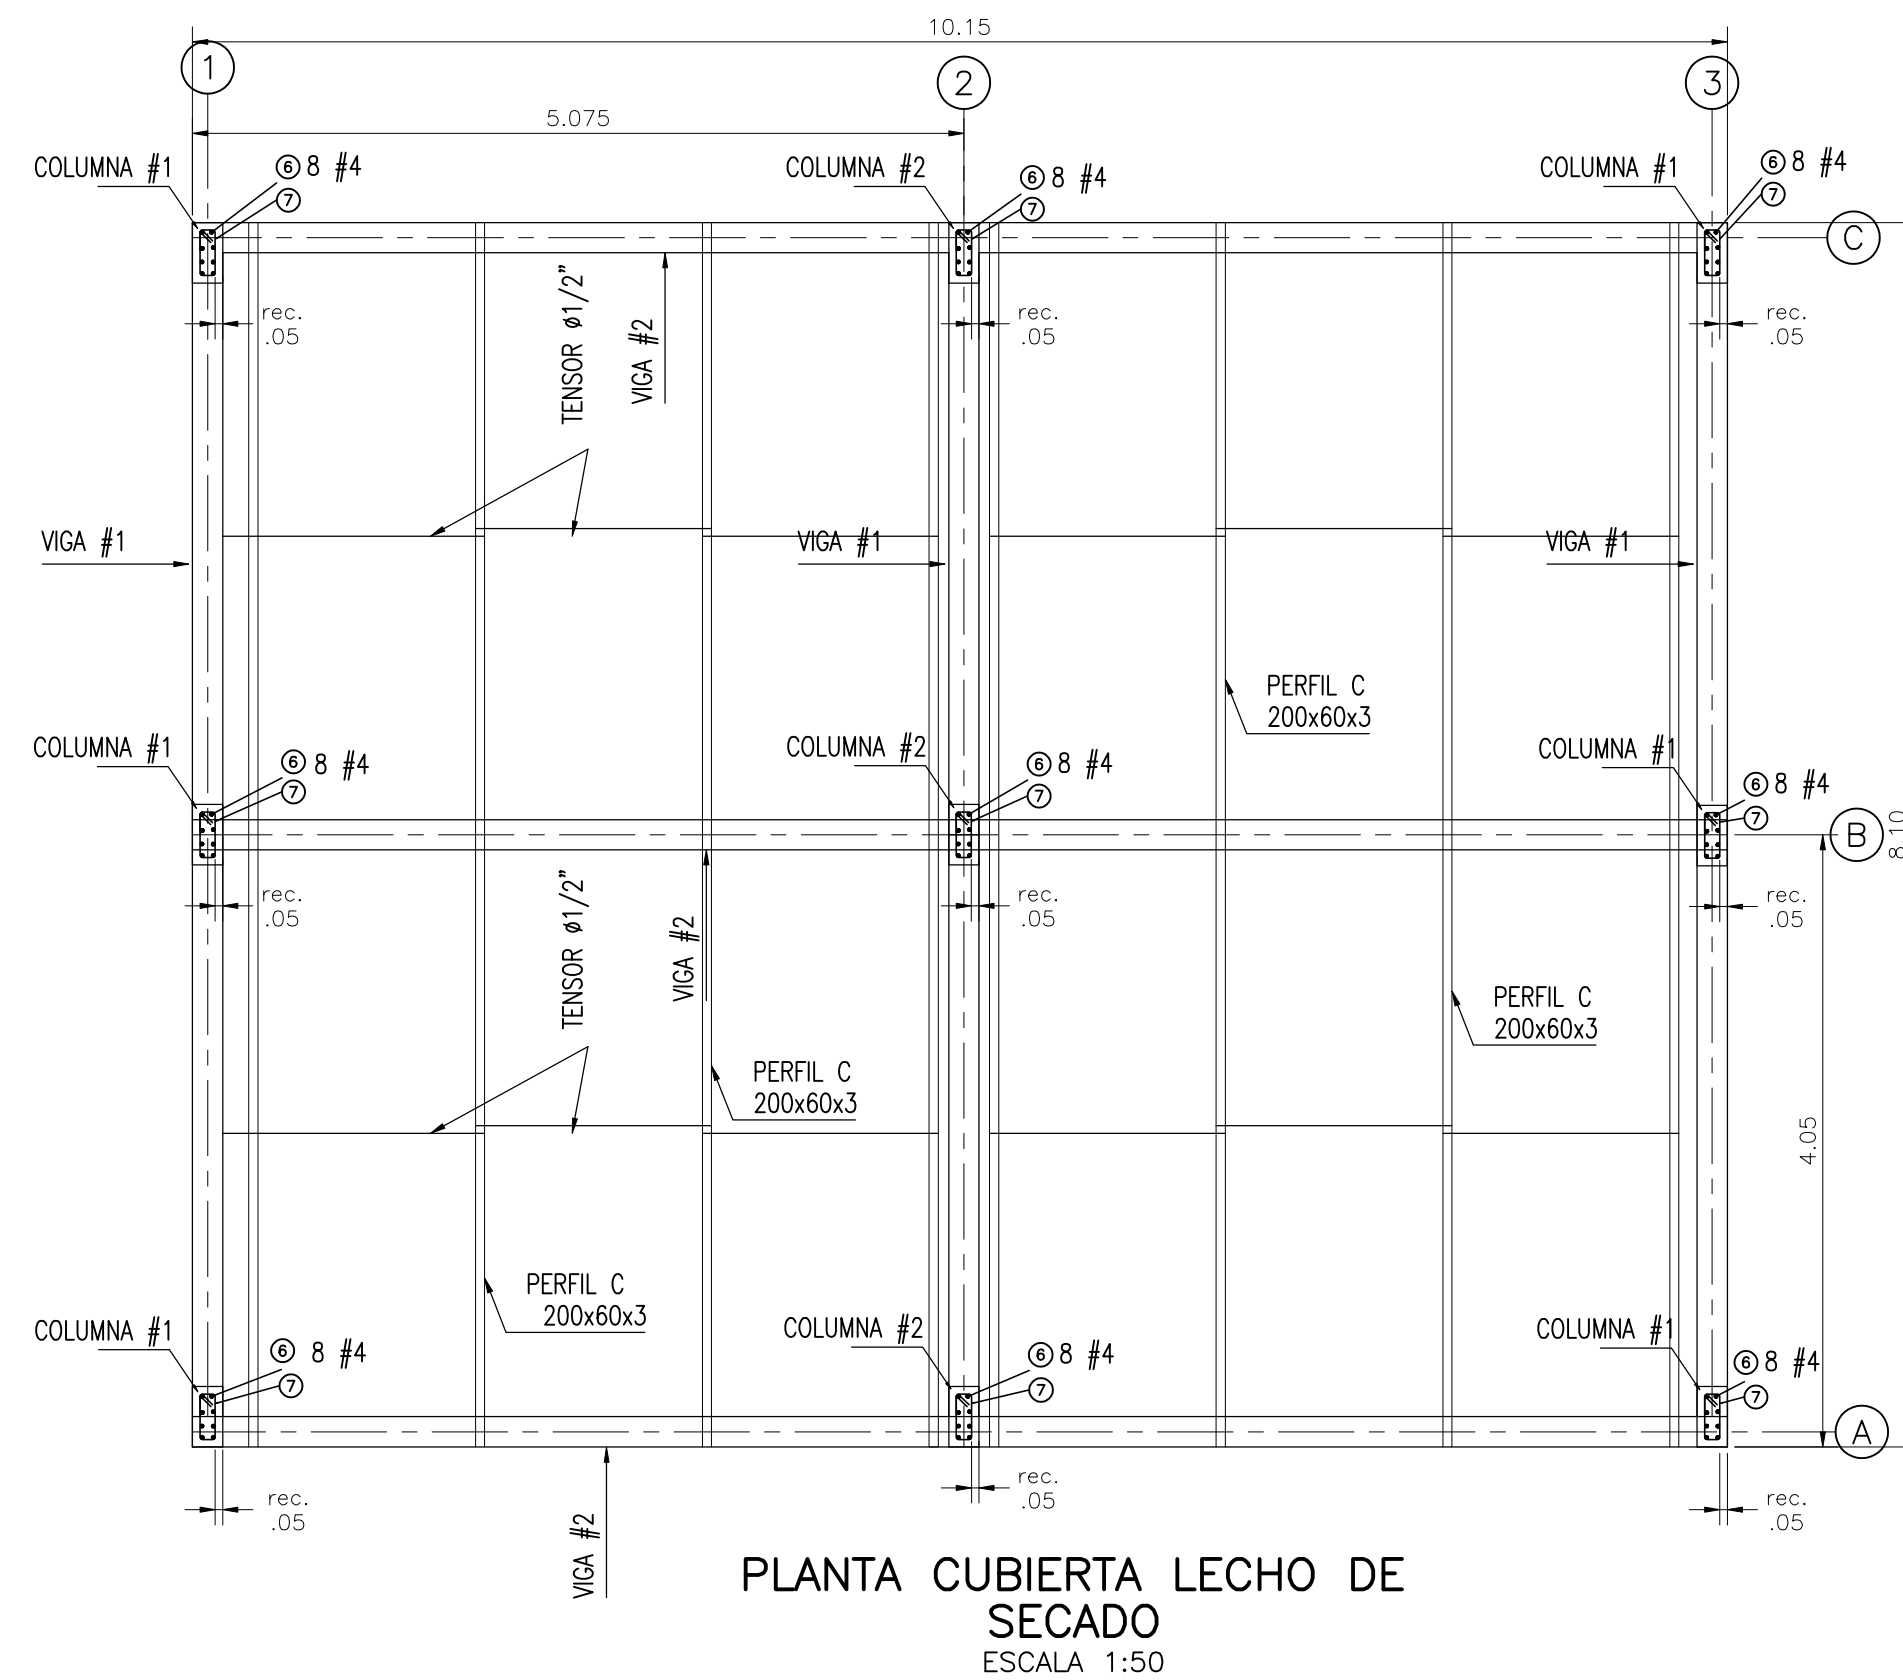 10.15
1
2
3
5.075
COLUMNA #1
6 8 #4
7
COLUMNA #2
6 8 #4
7
COLUMNA #1
6 8 #4
7
C
rec.
.05
TENSOR ø1/2"
VIGA #2
rec.
.05
rec.
.05
VIGA #1
VIGA #1
VIGA #1
PERFIL C
200x60x3
COLUMNA #1
6 8 #4
7
COLUMNA #2
6 8 #4
7
COLUMNA #1
6 8 #4
7
B
8.10
rec.
.05
TENSOR ø1/2"
VIGA #2
rec.
.05
rec.
.05
PERFIL C
200x60x3
PERFIL C
200x60x3
4.05
PERFIL C
200x60x3
COLUMNA #1
6 8 #4
7
COLUMNA #2
6 8 #4
7
COLUMNA #1
6 8 #4
7
A
rec.
.05
VIGA #2
rec.
.05
rec.
.05
PLANTA CUBIERTA LECHO DE
SECADO
ESCALA 1:50